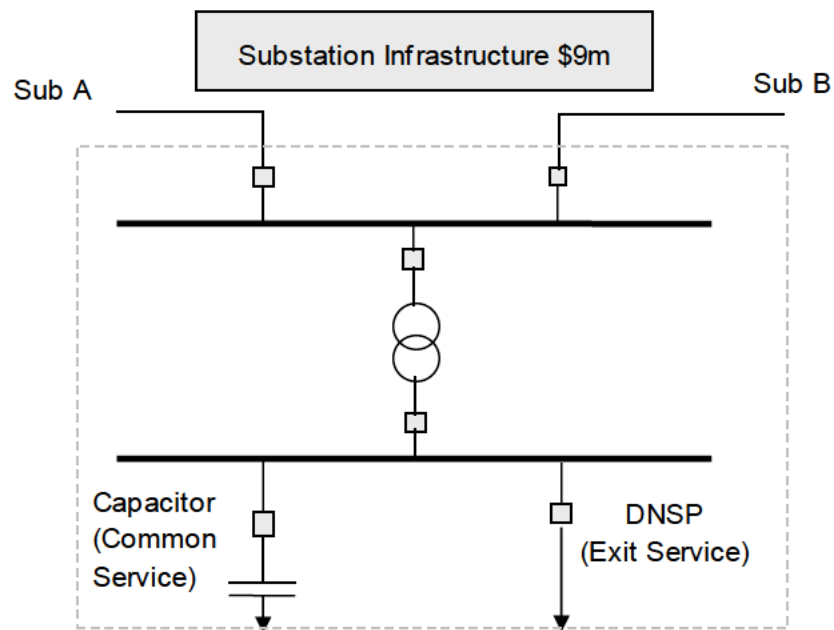 Substation Infrastructure $9m
Sub A
Sub B
Capacitor
(Common
Service)
DNSP
(Exit Service)